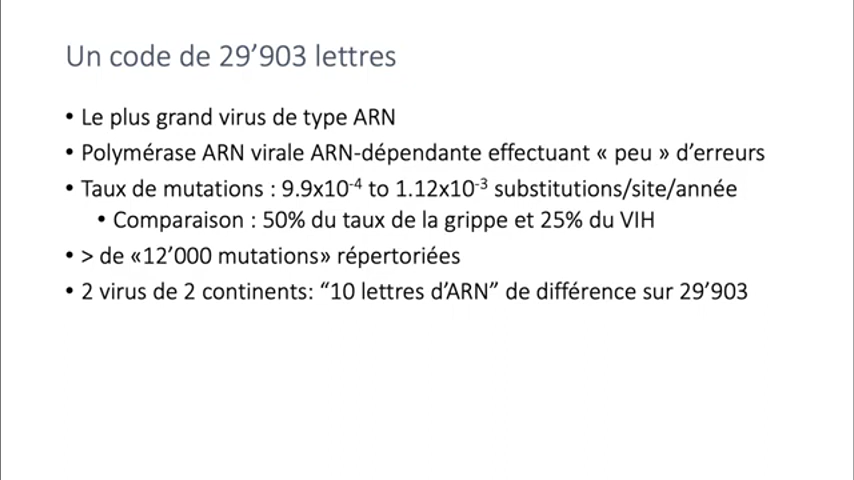 Un code de 29’903 lettres
• Le plus grand virus de type ARN
• Polymérase ARN virale ARN-dépendante effectuant « peu » d’erreurs
• Taux de mutations : 9.9x10⁻⁴ to 1.12x10⁻³ substitutions/site/année
• Comparaison : 50% du taux de la grippe et 25% du VIH
• > de «12’000 mutations» répertoriées
• 2 virus de 2 continents: “10 lettres d’ARN” de différence sur 29’903